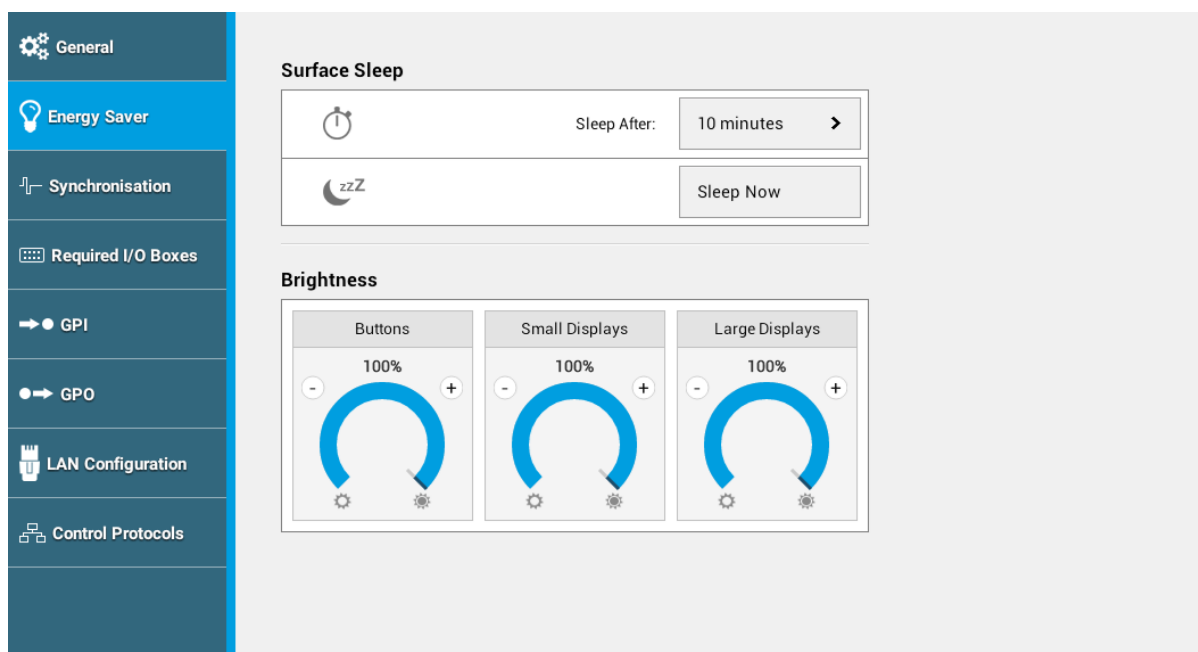 General
Energy Saver
Synchronisation
Required I/O Boxes
GPI
GPO
LAN Configuration
Control Protocols
Surface Sleep
Sleep After:
10 minutes
zzZ
Sleep Now
Brightness
Buttons
Small Displays
Large Displays
100%
100%
100%
- +
- +
- +